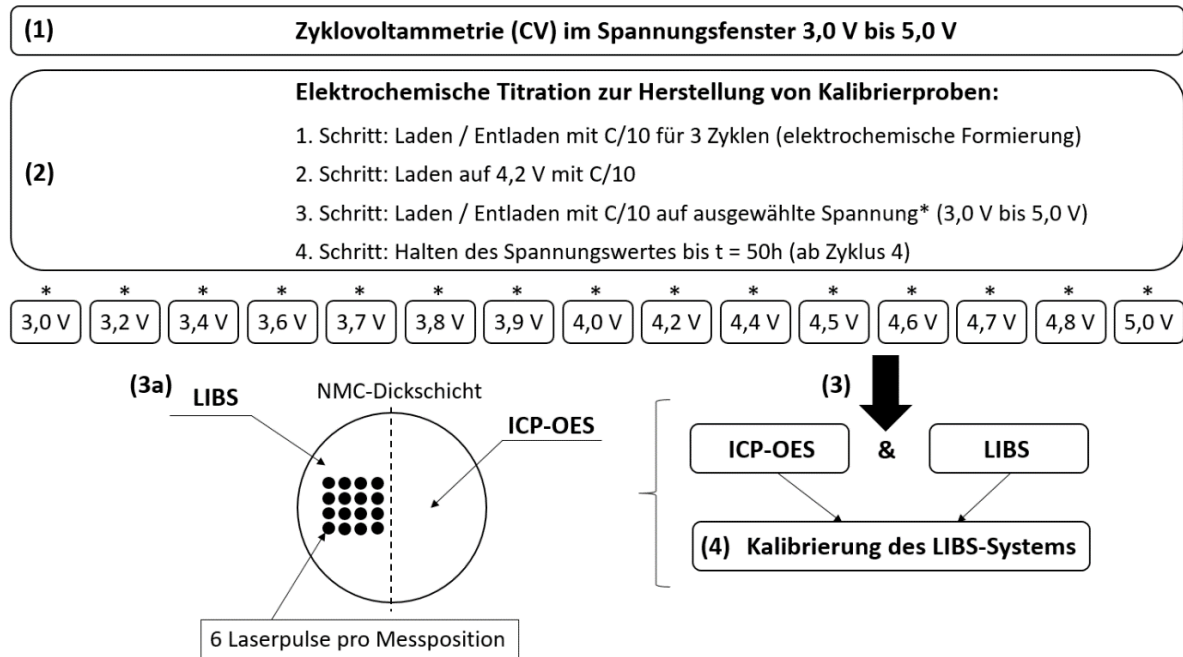 (1) Zyklovoltammetrie (CV) im Spannungsfenster 3,0 V bis 5,0 V
Elektrochemische Titration zur Herstellung von Kalibrierproben:
1. Schritt: Laden / Entladen mit C/10 für 3 Zyklen (elektrochemische Formierung)
(2)
2. Schritt: Laden auf 4,2 V mit C/10
3. Schritt: Laden / Entladen mit C/10 auf ausgewählte Spannung* (3,0 V bis 5,0 V)
4. Schritt: Halten des Spannungswertes bis t = 50h (ab Zyklus 4)
* * * * * * * * * * * * * * *
3,0 V 3,2 V 3,4 V 3,6 V 3,7 V 3,8 V 3,9 V 4,0 V 4,2 V 4,4 V 4,5 V 4,6 V 4,7 V 4,8 V 5,0 V
(3a)
LIBS
NMC-Dickschicht
ICP-OES
6 Laserpulse pro Messposition
(3)
ICP-OES & LIBS
(4) Kalibrierung des LIBS-Systems